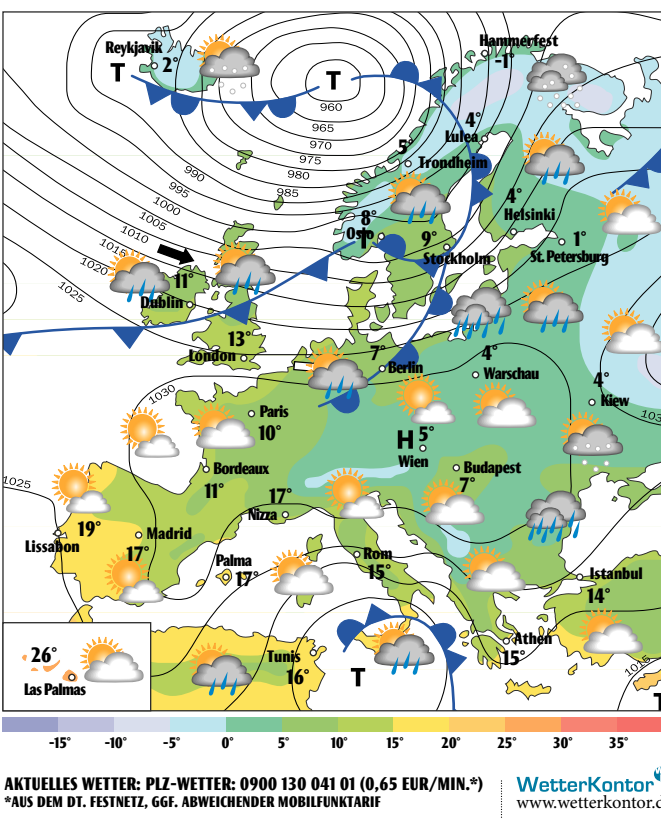 Reykjavik
2°
T
T
Hammerfest
-1°
960
965
970
975
980
985
990
995
1000
1005
1010
1015
1020
1025
4°
Lulea
5°
Trondheim
4°
Helsinki
8°
Oslo
T
9°
Stockholm
1°
St. Petersburg
11°
Dublin
13°
London
7°
Berlin
4°
Warschau
4°
Kiew
1030
103
Paris
10°
H 5°
Wien
Budapest
7°
Bordeaux
11°
1025
17°
Nizza
19°
Lissabon
Madrid
17°
Palma
17°
Rom
15°
Istanbul
14°
Athen
15°
Tunis
16°
T
1015
T
26°
Las Palmas
-15° -10° -5° 0° 5° 10° 15° 20° 25° 30° 35°
AKTUELLES WETTER: PLZ-WETTER: 0900 130 041 01 (0,65 EUR/MIN.*)
*AUS DEM DT. FESTNETZ, GGF. ABWEICHENDER MOBILFUNKTARIF
WetterKontor
www.wetterkontor.d